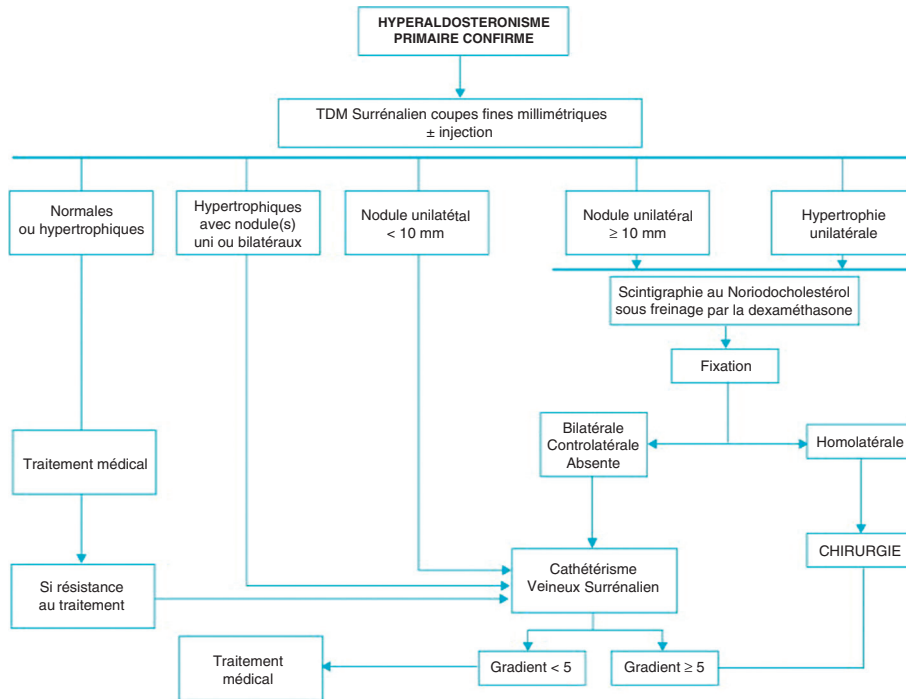 HYPERALDOSTERONISME
PRIMAIRE CONFIRME
TDM Surrénalien coupes fines millimétriques
± injection
Normales
ou hypertrophiques
Hypertrophiques
avec nodule(s)
uni ou bilatéraux
Nodule unilatétal
< 10 mm
Nodule unilatéral
≥ 10 mm
Hypertrophie
unilatérale
Scintigraphie au Noriodocholestérol
sous freinage par la dexaméthasone
Fixation
Bilatérale
Controlatérale
Absente
Homolatérale
Traitement médical
CHIRURGIE
Si résistance
au traitement
Cathétérisme
Veineux Surrénalien
Traitement
médical
Gradient < 5
Gradient ≥ 5